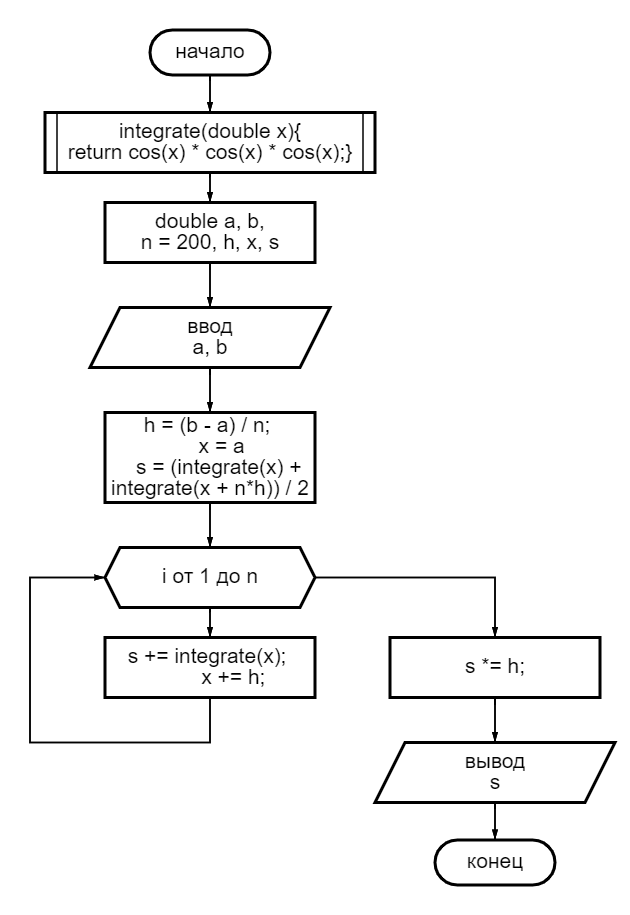 начало
integrate(double x){
return cos(x) * cos(x) * cos(x);}
double a, b,
n = 200, h, x, s
ввод
a, b
h = (b - a) / n;
x = a
s = (integrate(x) +
integrate(x + n*h)) / 2
i от 1 до n
s += integrate(x);
x += h;
s *= h;
вывод
s
конец